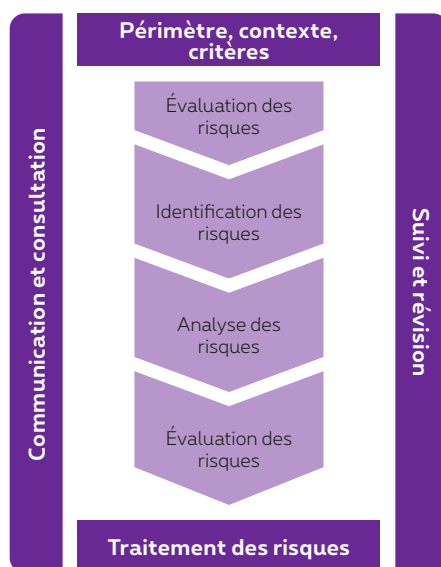 Périmètre, contexte,
critères
Communication et consultation
Évaluation des
risques
Identification des
risques
Analyse des
risques
Évaluation des
risques
Suivi et révision
Traitement des risques